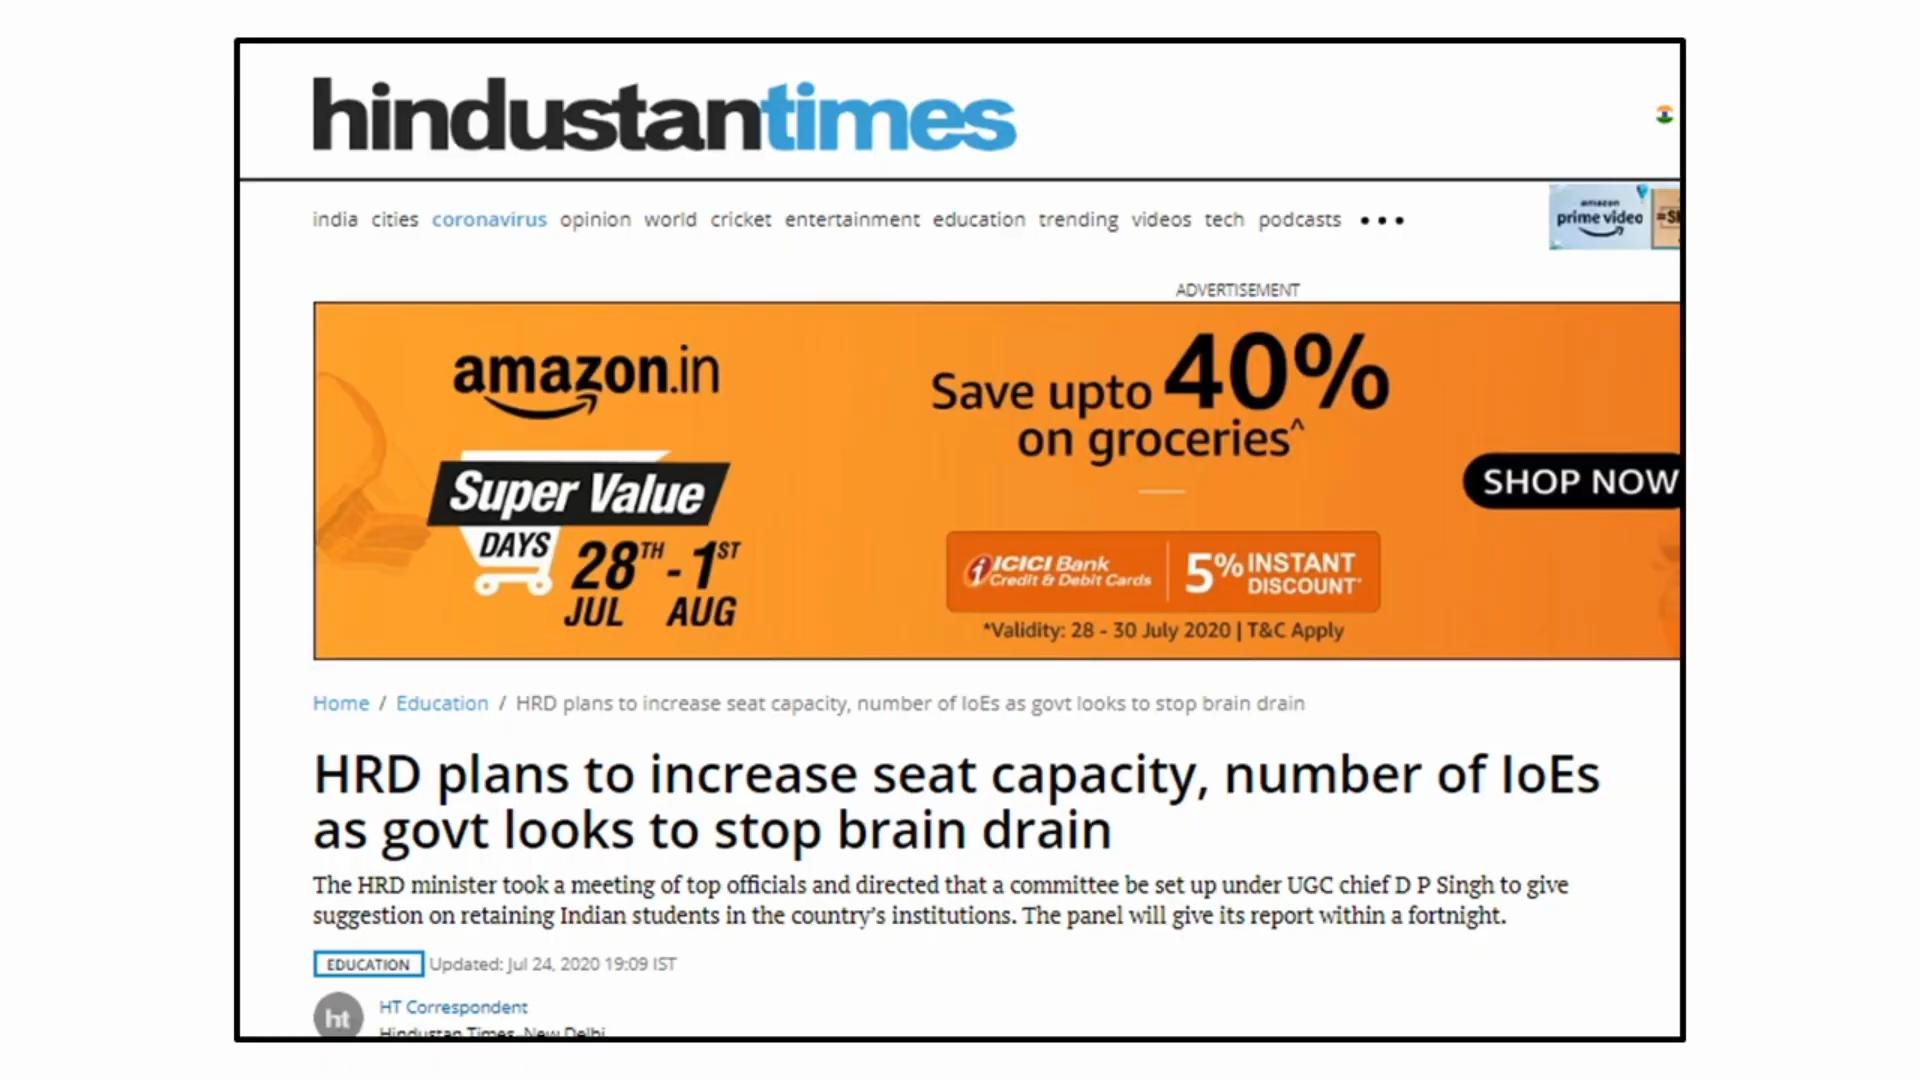 hindustantimes
india cities coronavirus opinion world cricket entertainment education trending videos tech podcasts •••
amazon
prime video
ADVERTISEMENT
amazon.in
Save upto 40%
on groceries^
Super Value
DAYS
28TH - 1ST
JUL AUG
SHOP NOW
ICICI Bank
Credit & Debit Cards
5% INSTANT
DISCOUNT*
*Validity: 28 - 30 July 2020 | T&C Apply
Home / Education / HRD plans to increase seat capacity, number of IoEs as govt looks to stop brain drain
HRD plans to increase seat capacity, number of IoEs
as govt looks to stop brain drain
The HRD minister took a meeting of top officials and directed that a committee be set up under UGC chief D P Singh to give
suggestion on retaining Indian students in the country's institutions. The panel will give its report within a fortnight.
EDUCATION Updated: Jul 24, 2020 19:09 IST
ht
HT Correspondent
Hindustan Times, New Delhi